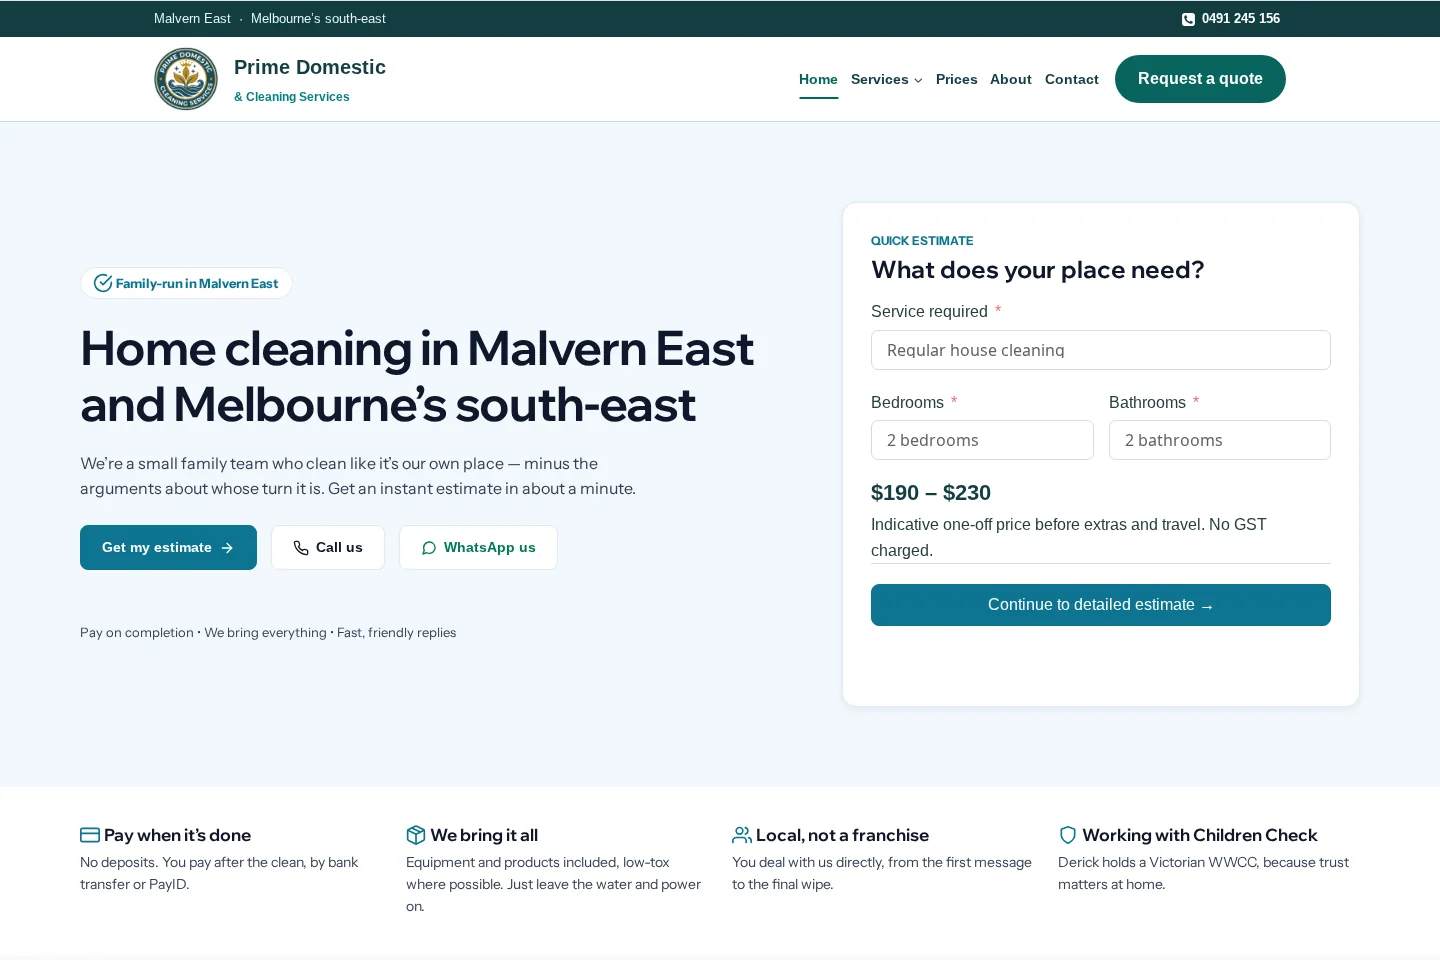 Malvern East · Melbourne’s south-east
0491 245 156
PRIME DOMESTIC
CLEANING SERVICES
Prime Domestic
& Cleaning Services
Home
Services
Prices
About
Contact
Request a quote
Family-run in Malvern East
Home cleaning in Malvern East
and Melbourne’s south-east
We’re a small family team who clean like it’s our own place — minus the
arguments about whose turn it is. Get an instant estimate in about a minute.
Get my estimate →
Call us
WhatsApp us
Pay on completion · We bring everything · Fast, friendly replies
QUICK ESTIMATE
What does your place need?
Service required *
Regular house cleaning
Bedrooms *
Bathrooms *
2 bedrooms
2 bathrooms
$190 – $230
Indicative one-off price before extras and travel. No GST
charged.
Continue to detailed estimate →
Pay when it’s done
No deposits. You pay after the clean, by bank
transfer or PayID.
We bring it all
Equipment and products included, low-tox
where possible. Just leave the water and power
on.
Local, not a franchise
You deal with us directly, from the first message
to the final wipe.
Working with Children Check
Derick holds a Victorian WWCC, because trust
matters at home.